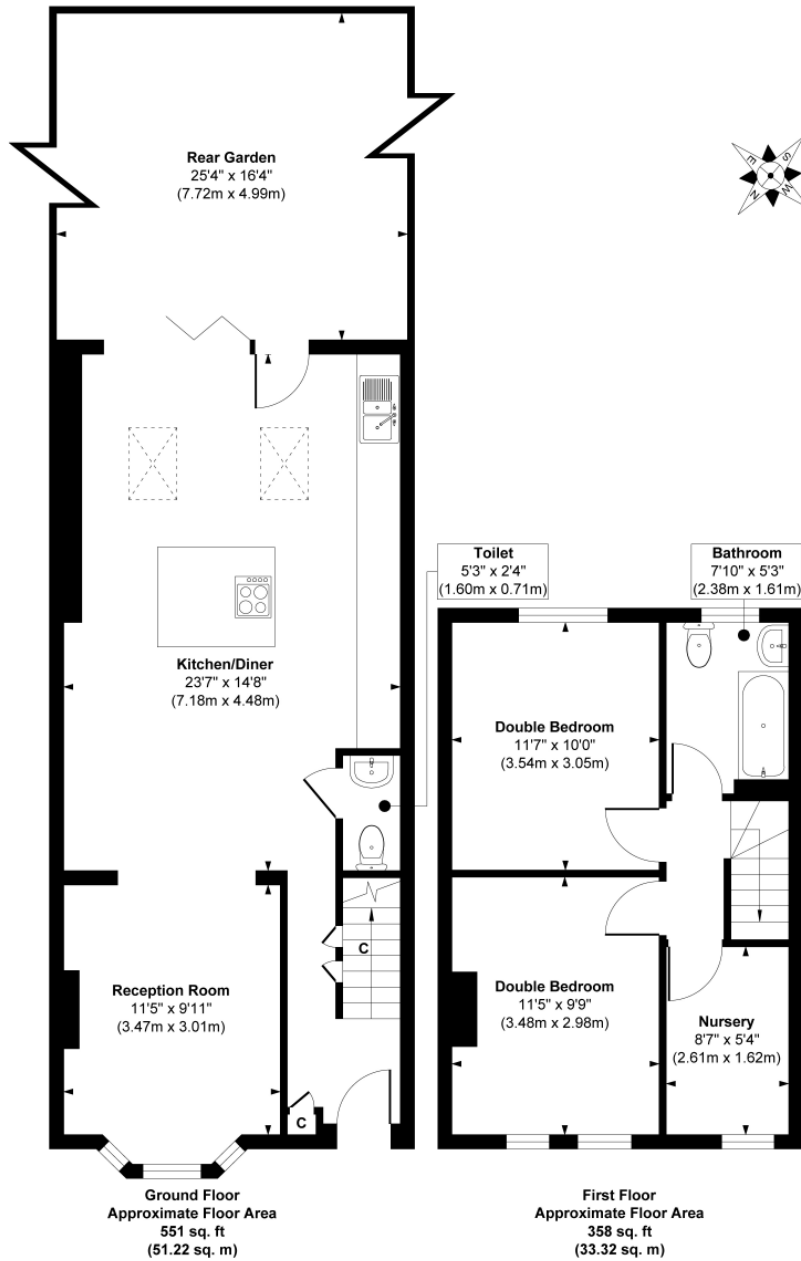 Rear Garden
25'4" x 16'4"
(7.72m x 4.99m)
E
S
N
W
Kitchen/Diner
23'7" x 14'8"
(7.18m x 4.48m)
Toilet
5'3" x 2'4"
(1.60m x 0.71m)
Bathroom
7'10" x 5'3"
(2.38m x 1.61m)
Double Bedroom
11'7" x 10'0"
(3.54m x 3.05m)
C
Reception Room
11'5" x 9'11"
(3.47m x 3.01m)
Double Bedroom
11'5" x 9'9"
(3.48m x 2.98m)
Nursery
8'7" x 5'4"
(2.61m x 1.62m)
C
Ground Floor
Approximate Floor Area
551 sq. ft
(51.22 sq. m)
First Floor
Approximate Floor Area
358 sq. ft
(33.32 sq. m)